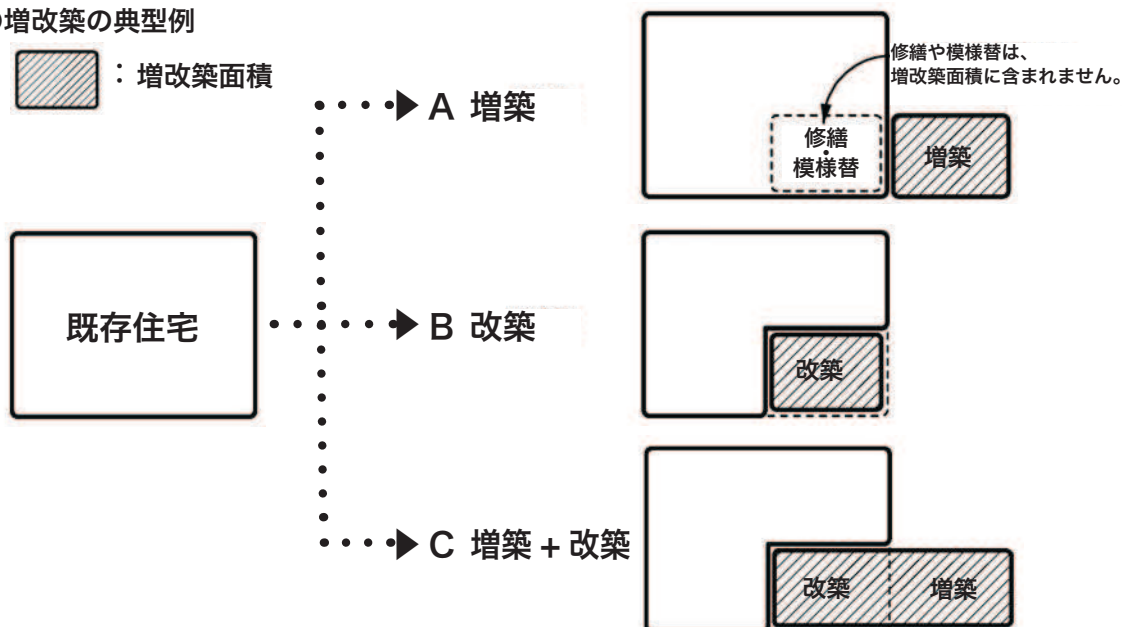 の増改築の典型例
：増改築面積
A 増築
修繕や模様替は、
増改築面積に含まれません。
修繕
・
模様替
増築
既存住宅
B 改築
改築
C 増築 + 改築
改築
増築